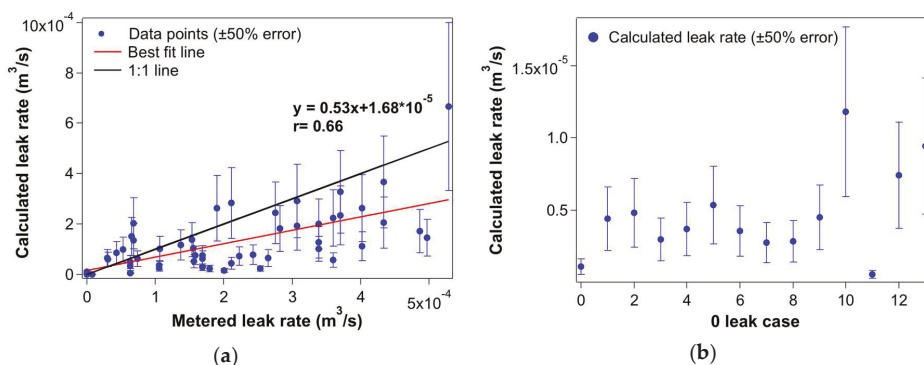 10x10⁻⁴
8
6
4
2
0
Calculated leak rate (m³/s)
Data points (±50% error)
Best fit line
1:1 line
y = 0.53x+1.68*10⁻⁵
r= 0.66
0
1
2
3
4
5x10⁻⁴
Metered leak rate (m³/s)
(a)
1.5x10⁻⁵
1.0
0.5
Calculated leak rate (m³/s)
Calculated leak rate (±50% error)
0
2
4
6
8
10
12
0 leak case
(b)